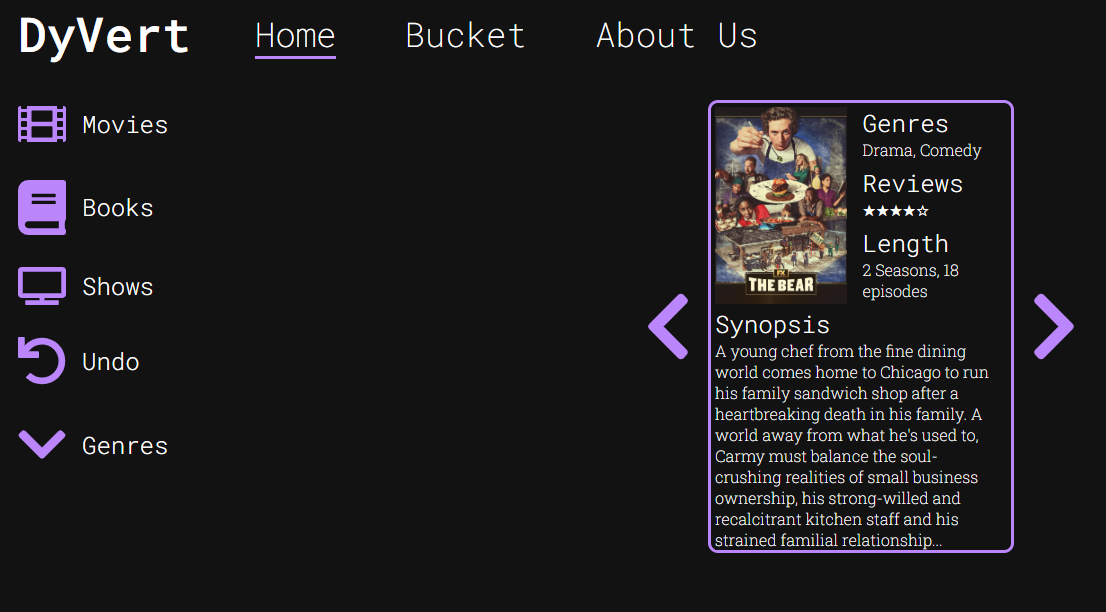 DyVert
Home
Bucket
About Us
Movies
Books
Shows
Undo
Genres
FX
THE BEAR
Genres
Drama, Comedy
Reviews
★★★★☆
Length
2 Seasons, 18
episodes
Synopsis
A young chef from the fine dining
world comes home to Chicago to run
his family sandwich shop after a
heartbreaking death in his family. A
world away from what he's used to,
Carmy must balance the soul-
crushing realities of small business
ownership, his strong-willed and
recalcitrant kitchen staff and his
strained familial relationship...